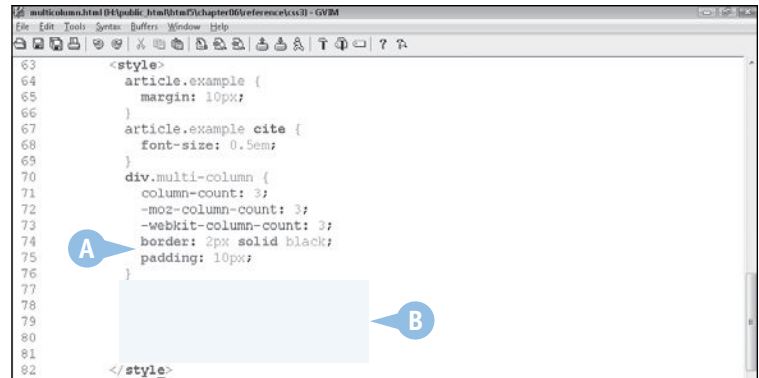 multicolumn.html (H:\public_html\html5\chapter06\reference\css3) - GVIM
File Edit Tools Syntax Buffers Window Help
63 <style>
64 article.example {
65 margin: 10px;
66 }
67 article.example cite {
68 font-size: 0.5em;
69 }
70 div.multi-column {
71 column-count: 3;
72 -moz-column-count: 3;
73 -webkit-column-count: 3;
74 border: 2px solid black;
A
75 padding: 10px;
76 }
77
78
79
B
80
81
82 </style>